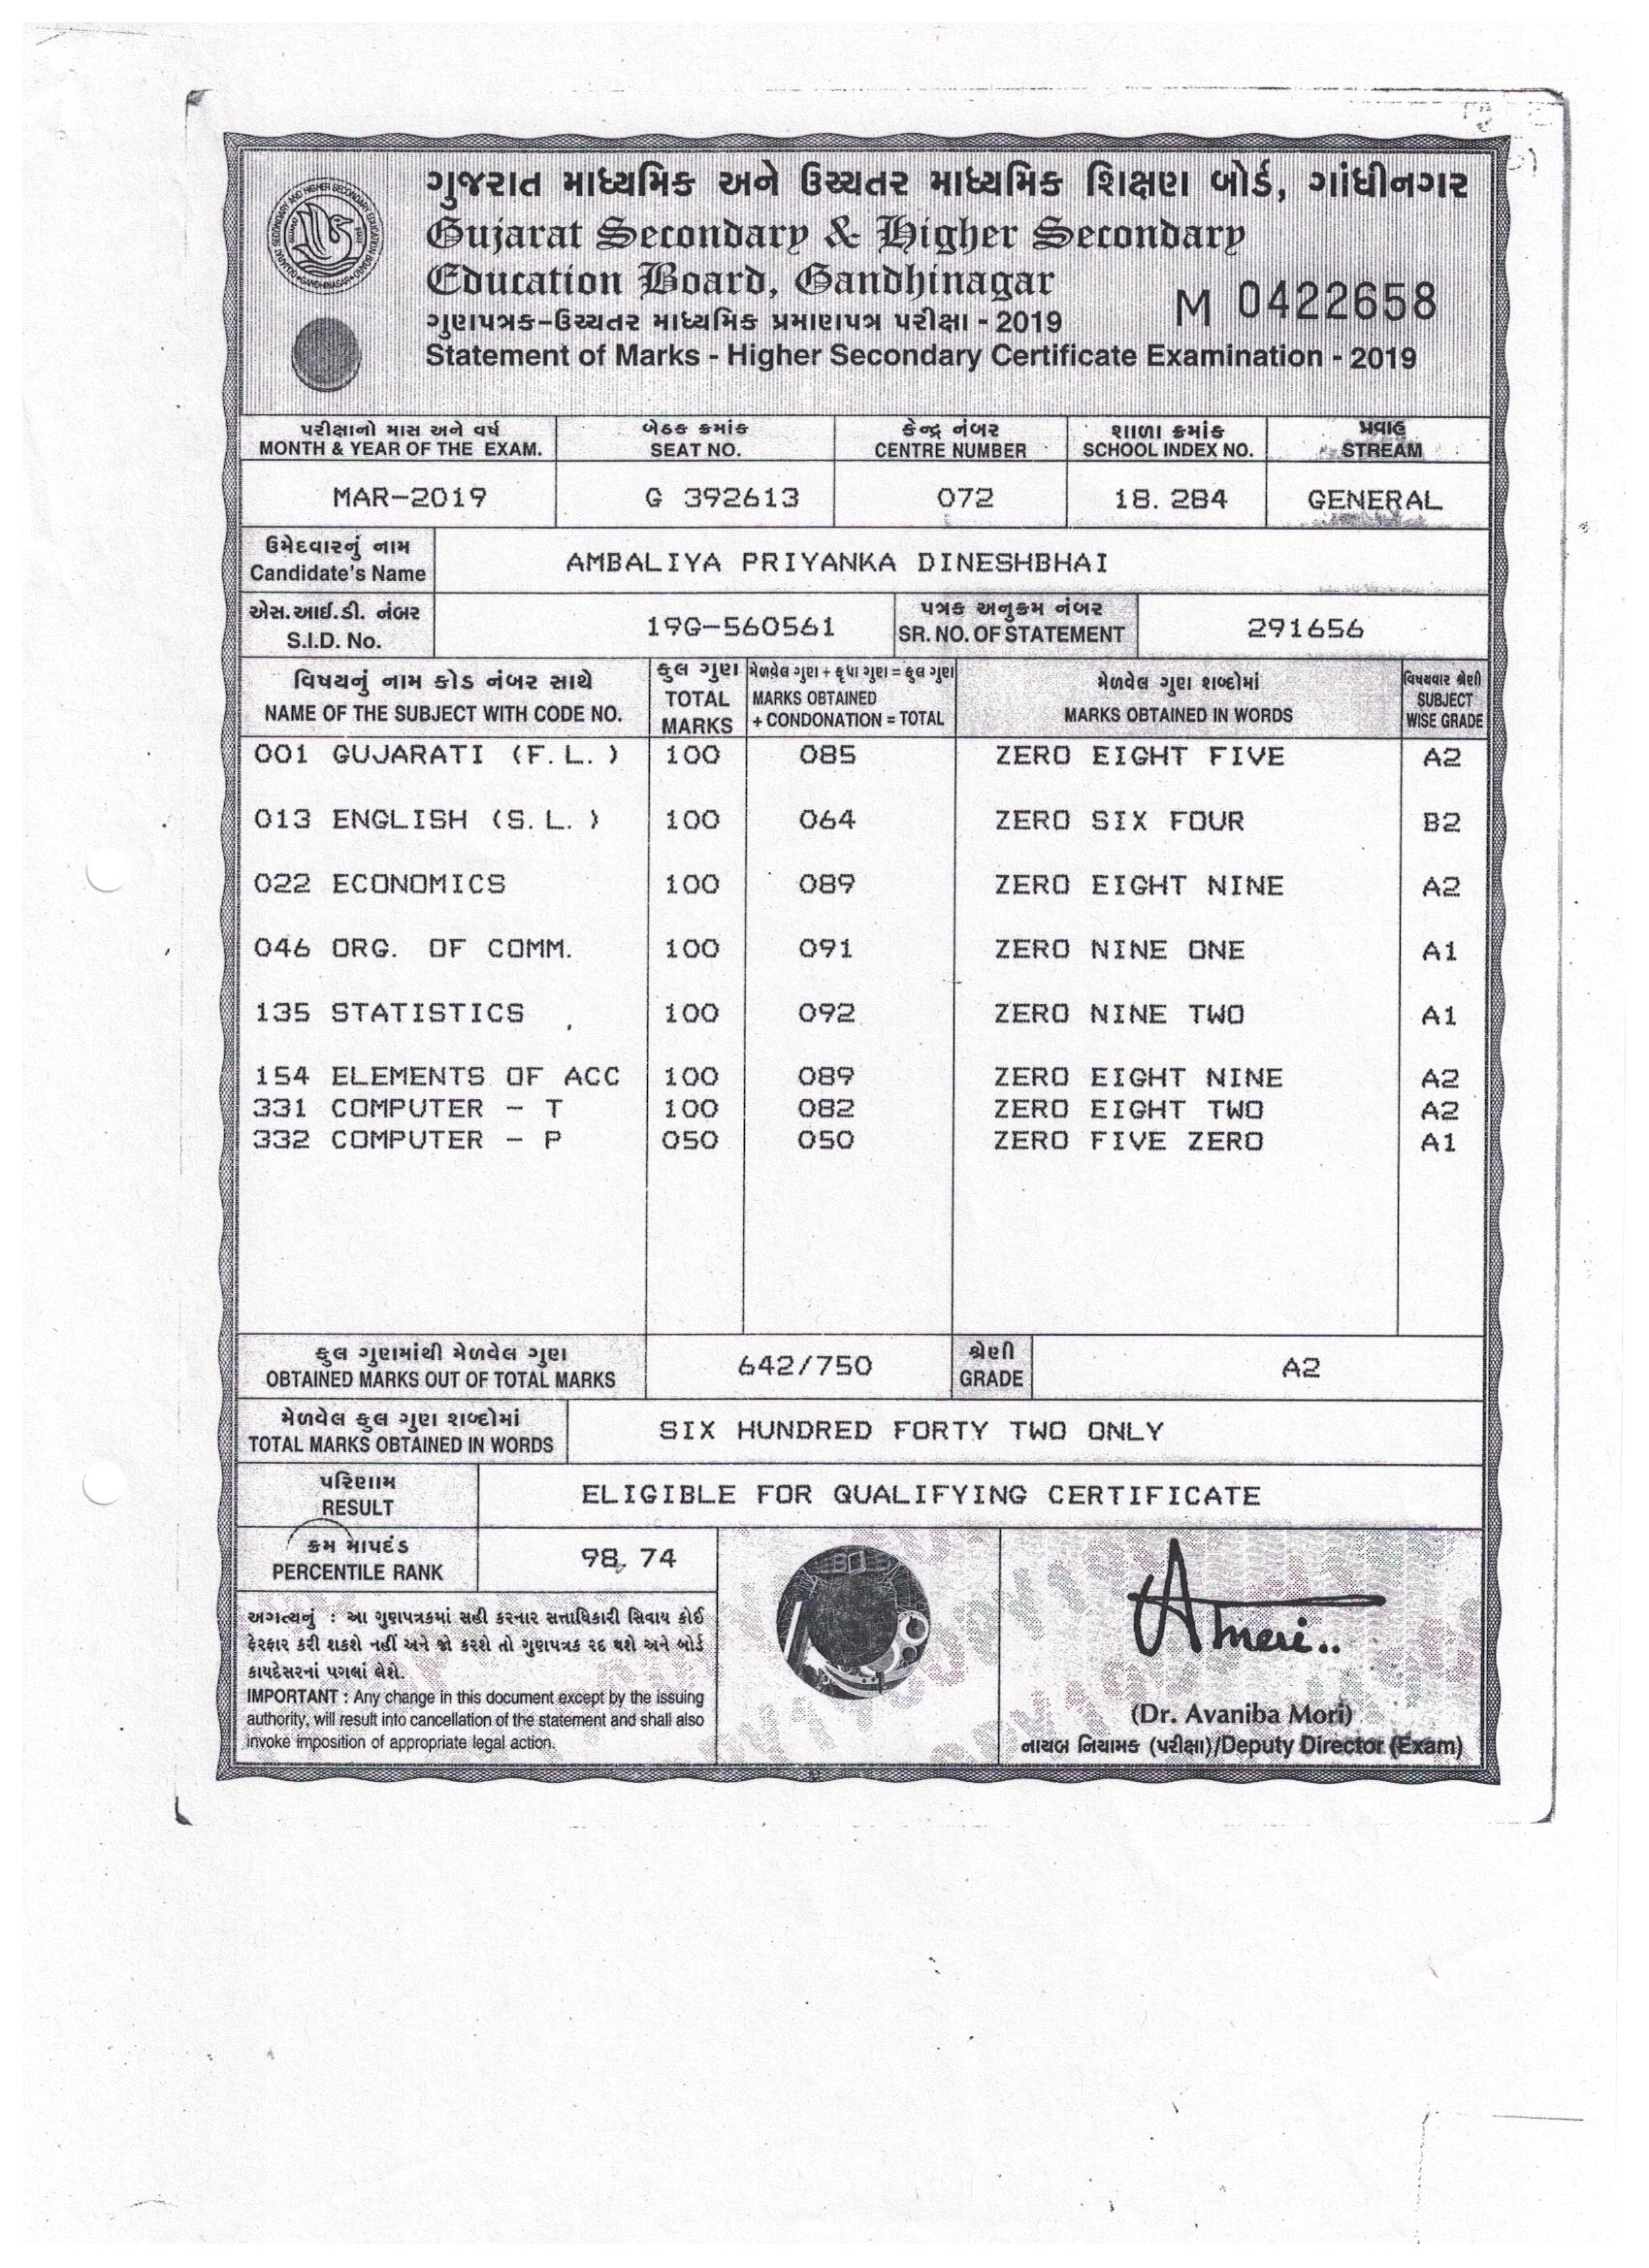 ગુજરાત માધ્યમિક અને ઉચ્ચતર માધ્યમિક શિક્ષણ બોર્ડ, ગાંધીનગર
Gujarat Secondary & Higher Secondary
Education Board, Gandhinagar
M 0422658
ગુણપત્રક-ઉચ્ચતર માધ્યમિક પ્રમાણપત્ર પરીક્ષા - 2019
Statement of Marks - Higher Secondary Certificate Examination - 2019
પરીક્ષાનો માસ અને વર્ષ બેઠક ક્રમાંક કેન્દ્ર નંબર શાળા ક્રમાંક પ્રવાહ
MONTH & YEAR OF THE EXAM. SEAT NO. CENTRE NUMBER SCHOOL INDEX NO. STREAM
MAR-2019 G 392613 072 18. 284 GENERAL
ઉમેદવારનું નામ
Candidate's Name AMBALIYA PRIYANKA DINESHBHAI
એસ.આઈ.ડી. નંબર પત્રક અનુક્રમ નંબર
S.I.D. No. 19G-560561 SR. NO. OF STATEMENT 291656
વિષયનું નામ કોડ નંબર સાથે કુલ ગુણ મેળવેલ ગુણ + કૃપા ગુણ = કુલ ગુણ મેળવેલ ગુણ શબ્દોમાં વિષયવાર શ્રેણી
NAME OF THE SUBJECT WITH CODE NO. TOTAL MARKS MARKS OBTAINED + CONDONATION = TOTAL MARKS OBTAINED IN WORDS SUBJECT WISE GRADE
001 GUJARATI (F. L. ) 100 085 ZERO EIGHT FIVE A2
013 ENGLISH (S. L. ) 100 064 ZERO SIX FOUR B2
022 ECONOMICS 100 089 ZERO EIGHT NINE A2
046 ORG. OF COMM. 100 091 ZERO NINE ONE A1
135 STATISTICS 100 092 ZERO NINE TWO A1
154 ELEMENTS OF ACC 100 089 ZERO EIGHT NINE A2
331 COMPUTER - T 100 082 ZERO EIGHT TWO A2
332 COMPUTER - P 050 050 ZERO FIVE ZERO A1
કુલ ગુણમાંથી મેળવેલ ગુણ શ્રેણી
OBTAINED MARKS OUT OF TOTAL MARKS 642/750 GRADE A2
મેળવેલ કુલ ગુણ શબ્દોમાં
TOTAL MARKS OBTAINED IN WORDS SIX HUNDRED FORTY TWO ONLY
પરિણામ
RESULT ELIGIBLE FOR QUALIFYING CERTIFICATE
ક્રમ માપદંડ
PERCENTILE RANK 98. 74
અગત્યનું : આ ગુણપત્રકમાં સહી કરનાર સત્તાધિકારી સિવાય કોઈ
ફેરફાર કરી શકશે નહીં અને જો કરશે તો ગુણપત્રક રદ થશે અને બોર્ડ
કાયદેસરનાં પગલાં લેશે.
IMPORTANT : Any change in this document except by the issuing
authority, will result into cancellation of the statement and shall also
invoke imposition of appropriate legal action.
(Dr. Avaniba Mori)
નાયબ નિયામક (પરીક્ષા)/Deputy Director (Exam)